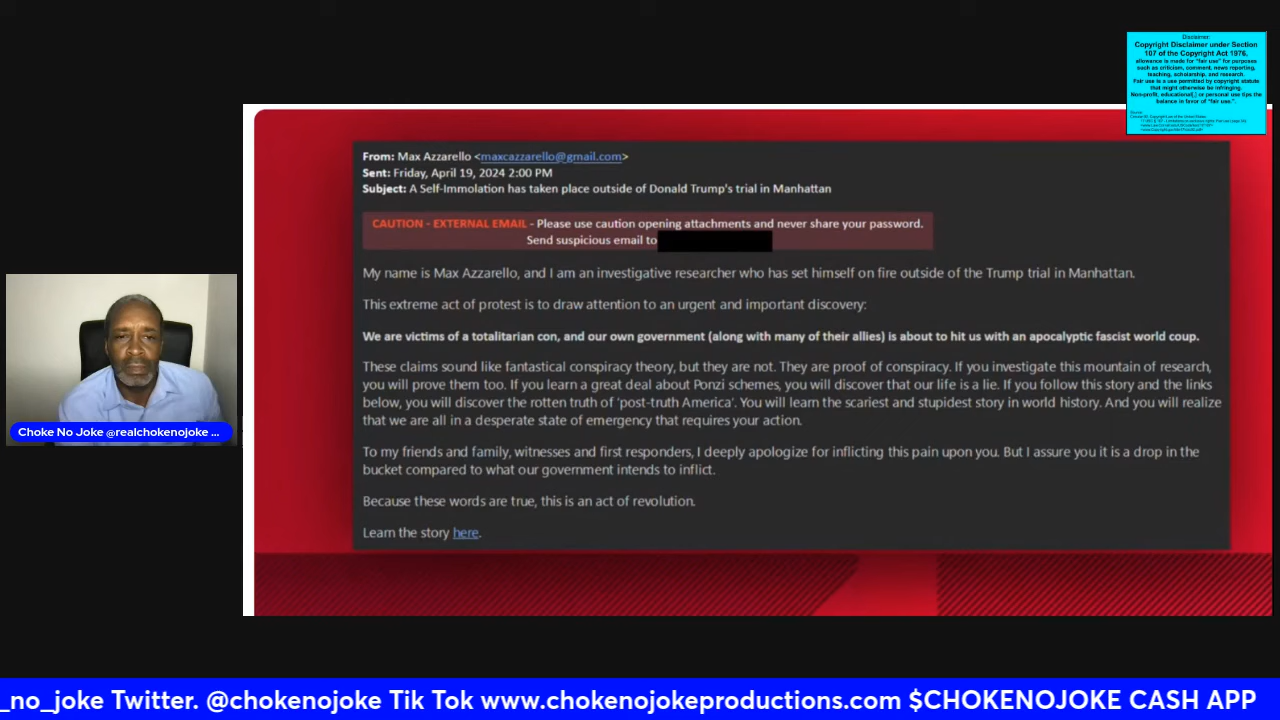 Disclaimer:
Copyright Disclaimer under Section
107 of the Copyright Act 1976,
allowance is made for "fair use" for purposes
such as criticism, comment, news reporting,
teaching, scholarship, and research.
Fair use is a use permitted by copyright statute
that might otherwise be infringing.
Non-profit, educational[,] or personal use tips the
balance in favor of "fair use".
From: Max Azzarello <maxcazzarello@gmail.com>
Sent: Friday, April 19, 2024 2:00 PM
Subject: A Self-Immolation has taken place outside of Donald Trump's trial in Manhattan
CAUTION - EXTERNAL EMAIL - Please use caution opening attachments and never share your password.
Send suspicious email to
My name is Max Azzarello, and I am an investigative researcher who has set himself on fire outside of the Trump trial in Manhattan.
This extreme act of protest is to draw attention to an urgent and important discovery:
We are victims of a totalitarian con, and our own government (along with many of their allies) is about to hit us with an apocalyptic fascist world coup.
These claims sound like fantastical conspiracy theory, but they are not. They are proof of conspiracy. If you investigate this mountain of research,
you will prove them too. If you learn a great deal about Ponzi schemes, you will discover that our life is a lie. If you follow this story and the links
below, you will discover the rotten truth of 'post-truth America'. You will learn the scariest and stupidest story in world history. And you will realize
that we are all in a desperate state of emergency that requires your action.
To my friends and family, witnesses and first responders, I deeply apologize for inflicting this pain upon you. But I assure you it is a drop in the
bucket compared to what our government intends to inflict.
Because these words are true, this is an act of revolution.
Learn the story here.
Choke No Joke @realchokenojoke ...
_no_joke Twitter. @chokenojoke Tik Tok www.chokenojokeproductions.com $CHOKENOJOKE CASH APP